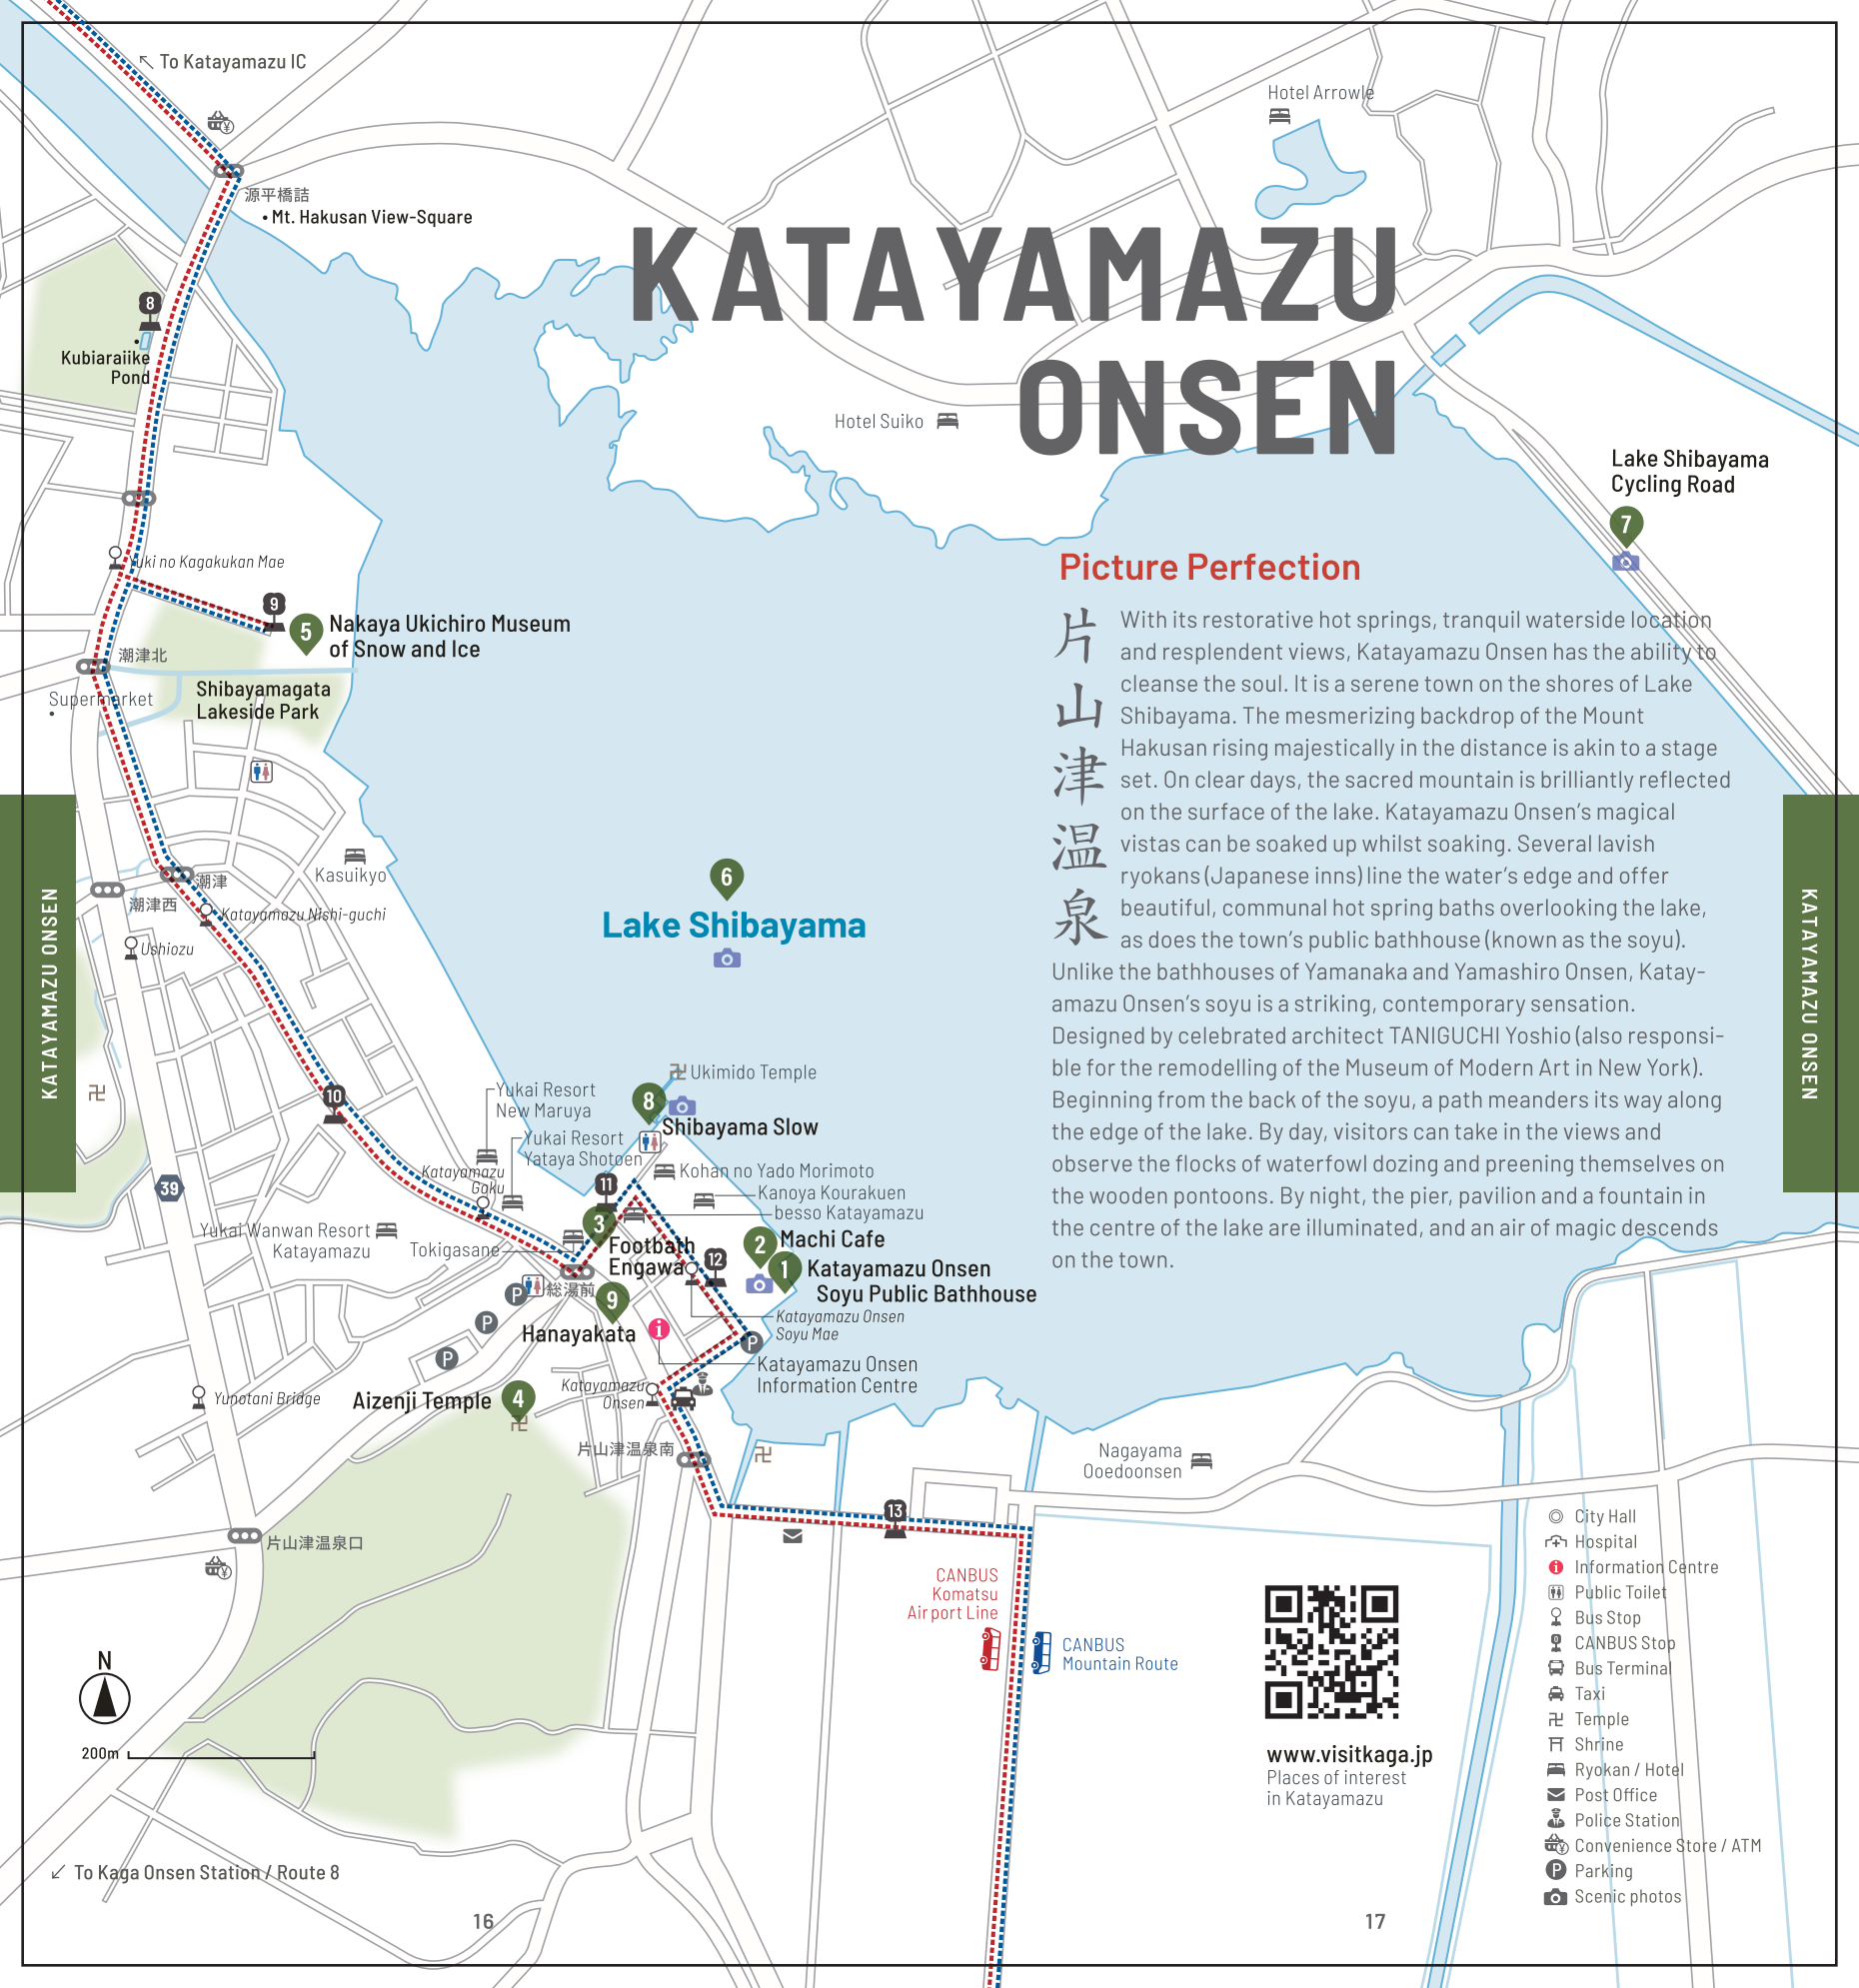 To Katayamazu IC
源平橋詰
• Mt. Hakusan View-Square
Hotel Arrowle
KATAYAMAZU
ONSEN
8
Kubiaraiike
Pond
Hotel Suiko
Lake Shibayama
Cycling Road
7
Yuki no Kagakukan Mae
9
5
Nakaya Ukichiro Museum
of Snow and Ice
潮津北
Supermarket
Shibayamagata
Lakeside Park
Picture Perfection
片山津温泉
With its restorative hot springs, tranquil waterside location
and resplendent views, Katayamazu Onsen has the ability to
cleanse the soul. It is a serene town on the shores of Lake
Shibayama. The mesmerizing backdrop of the Mount
Hakusan rising majestically in the distance is akin to a stage
set. On clear days, the sacred mountain is brilliantly reflected
on the surface of the lake. Katayamazu Onsen's magical
vistas can be soaked up whilst soaking. Several lavish
ryokans (Japanese inns) line the water's edge and offer
beautiful, communal hot spring baths overlooking the lake,
as does the town's public bathhouse (known as the soyu).
Unlike the bathhouses of Yamanaka and Yamashiro Onsen, Katay-
amazu Onsen's soyu is a striking, contemporary sensation.
Designed by celebrated architect TANIGUCHI Yoshio (also responsi-
ble for the remodelling of the Museum of Modern Art in New York).
Beginning from the back of the soyu, a path meanders its way along
the edge of the lake. By day, visitors can take in the views and
observe the flocks of waterfowl dozing and preening themselves on
the wooden pontoons. By night, the pier, pavilion and a fountain in
the centre of the lake are illuminated, and an air of magic descends
on the town.
KATAYAMAZU ONSEN
KATAYAMAZU ONSEN
Kasuikyo
潮津
潮津西
Katayamazu Nishi-guchi
Ushiozu
6
Lake Shibayama
10
39
卍
Yukai Resort
New Maruya
Yukai Resort
Yataya Shotoen
卍 Ukimido Temple
8
Shibayama Slow
Kohan no Yado Morimoto
Kanoya Kourakuen
besso Katayamazu
Katayamazu
Goku
11
Yukai Wanwan Resort
Katayamazu
Tokigasane
3
Footbath
Engawa
12
2
Machi Cafe
1
Katayamazu Onsen
Soyu Public Bathhouse
総湯前
P
P
P
P
9
Hanayakata
i
Katayamazu Onsen
Soyu Mae
Katayamazu Onsen
Information Centre
Yunotani Bridge
Aizenji Temple
4
卍
Katayamazu
Onsen
片山津温泉南
卍
Nagayama
Ooedoonsen
13
片山津温泉口
CANBUS
Komatsu
Airport Line
CANBUS
Mountain Route
N
200m
www.visitkaga.jp
Places of interest
in Katayamazu
City Hall
Hospital
i Information Centre
Public Toilet
Bus Stop
CANBUS Stop
Bus Terminal
Taxi
卍 Temple
Shrine
Ryokan / Hotel
Post Office
Police Station
Convenience Store / ATM
P Parking
Scenic photos
To Kaga Onsen Station / Route 8
16
17